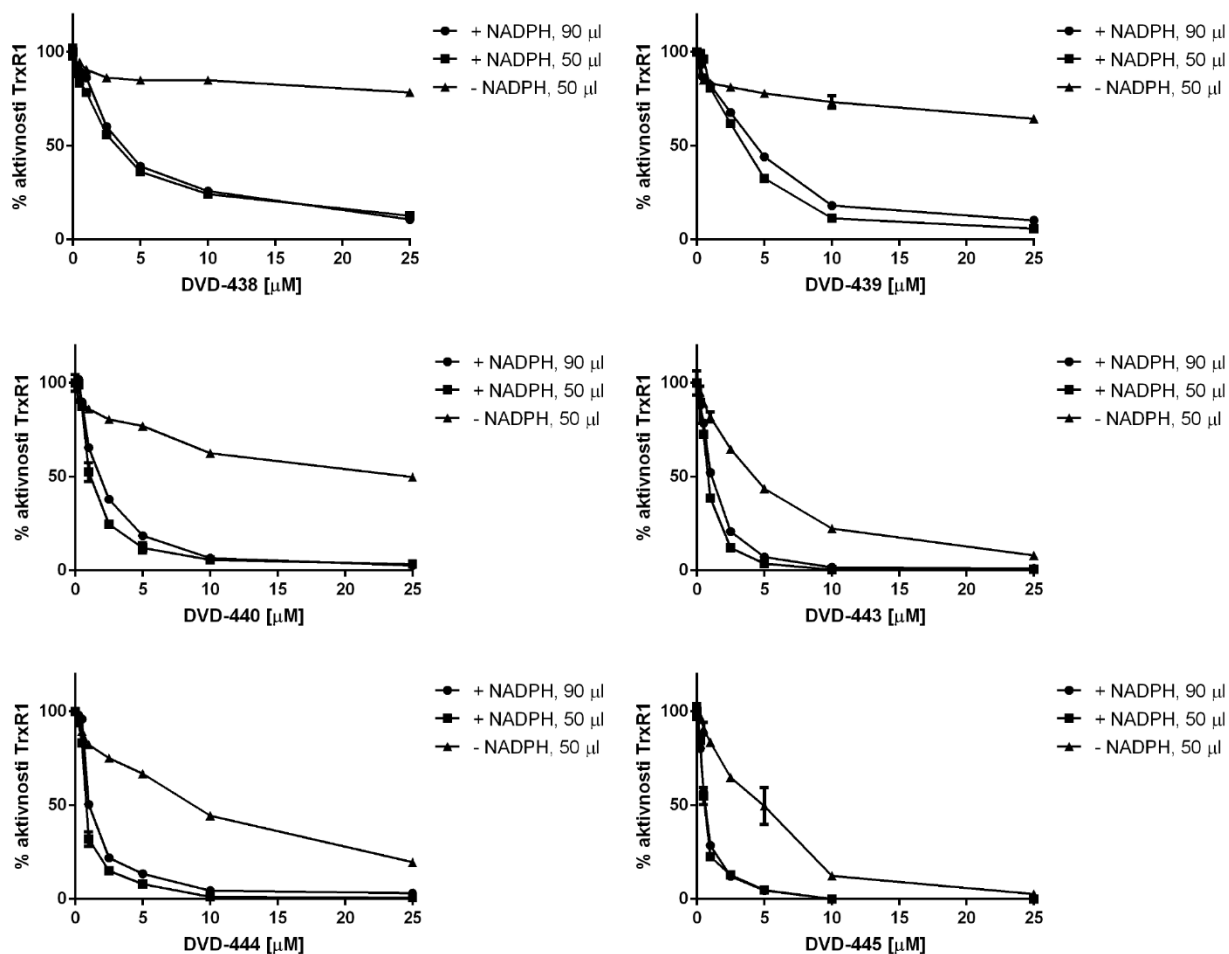 % aktivnosti TrxR1
100
50
0
0 5 10 15 20 25
DVD-438 [µM]
+ NADPH, 90 µl
+ NADPH, 50 µl
- NADPH, 50 µl
% aktivnosti TrxR1
100
50
0
0 5 10 15 20 25
DVD-439 [µM]
+ NADPH, 90 µl
+ NADPH, 50 µl
- NADPH, 50 µl
% aktivnosti TrxR1
100
50
0
0 5 10 15 20 25
DVD-440 [µM]
+ NADPH, 90 µl
+ NADPH, 50 µl
- NADPH, 50 µl
% aktivnosti TrxR1
100
50
0
0 5 10 15 20 25
DVD-443 [µM]
+ NADPH, 90 µl
+ NADPH, 50 µl
- NADPH, 50 µl
% aktivnosti TrxR1
100
50
0
0 5 10 15 20 25
DVD-444 [µM]
+ NADPH, 90 µl
+ NADPH, 50 µl
- NADPH, 50 µl
% aktivnosti TrxR1
100
50
0
0 5 10 15 20 25
DVD-445 [µM]
+ NADPH, 90 µl
+ NADPH, 50 µl
- NADPH, 50 µl